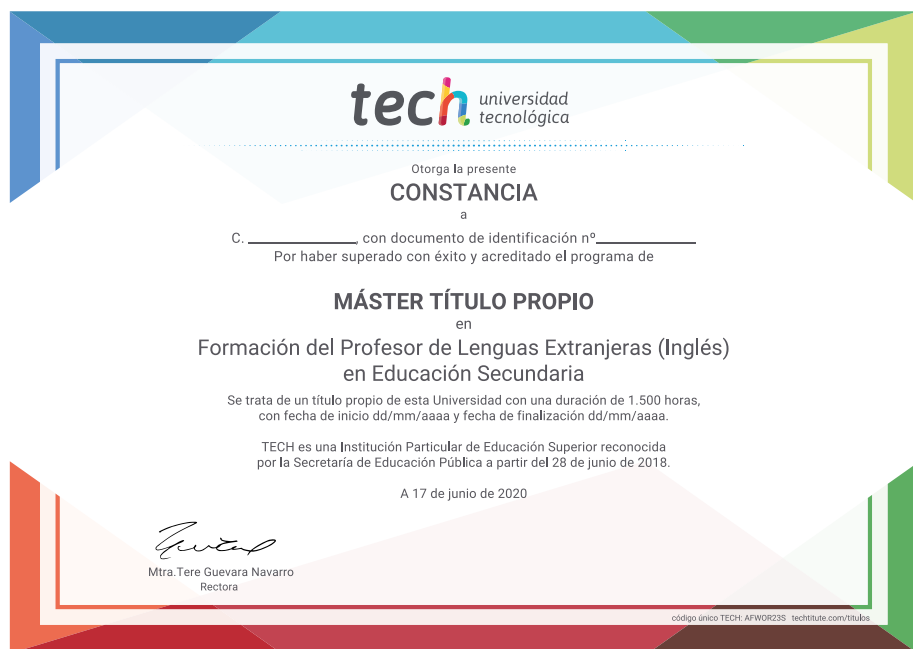 tech universidad
tecnológica
Otorga la presente
CONSTANCIA
a
C. ____________, con documento de identificación nº____________
Por haber superado con éxito y acreditado el programa de
MÁSTER TÍTULO PROPIO
en
Formación del Profesor de Lenguas Extranjeras (Inglés)
en Educación Secundaria
Se trata de un título propio de esta Universidad con una duración de 1.500 horas,
con fecha de inicio dd/mm/aaaa y fecha de finalización dd/mm/aaaa.
TECH es una Institución Particular de Educación Superior reconocida
por la Secretaría de Educación Pública a partir del 28 de junio de 2018.
A 17 de junio de 2020
Mtra.Tere Guevara Navarro
Rectora
código único TECH: AFWOR23S techtitute.com/titulos